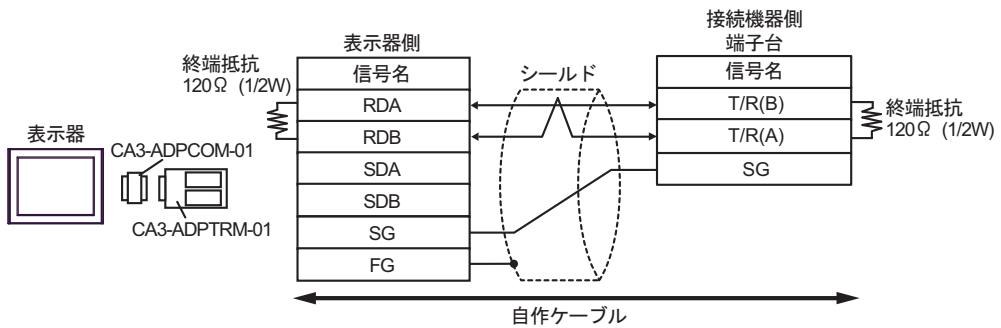 接続機器側
端子台
表示器側
終端抵抗
120Ω (1/2W)
信号名
シールド
信号名
RDA
T/R(B)
終端抵抗
120Ω (1/2W)
表示器
RDB
T/R(A)
CA3-ADPCOM-01
SDA
SG
SDB
CA3-ADPTRM-01
SG
FG
自作ケーブル